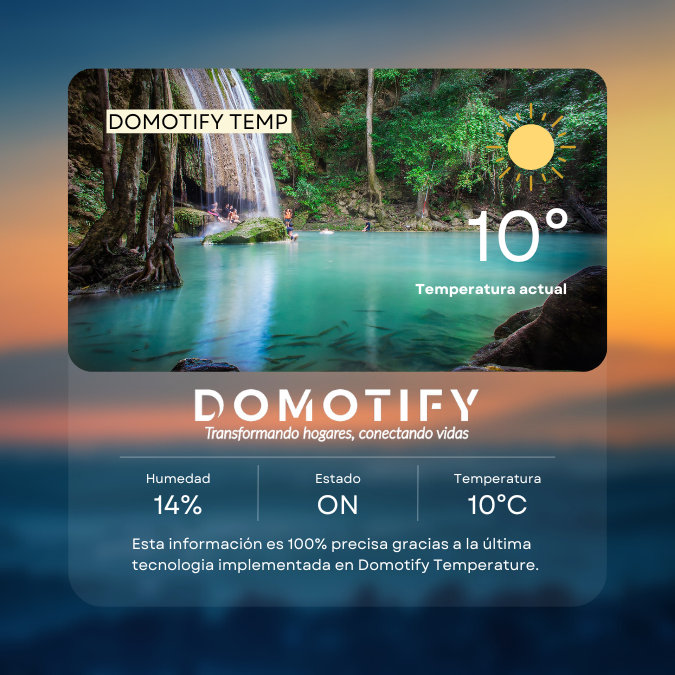 DOMOTIFY TEMP
10°
Temperatura actual
DOMOTIFY
Transformando hogares, conectando vidas
Humedad Estado Temperatura
14% ON 10°C
Esta información es 100% precisa gracias a la última
tecnologia implementada en Domotify Temperature.